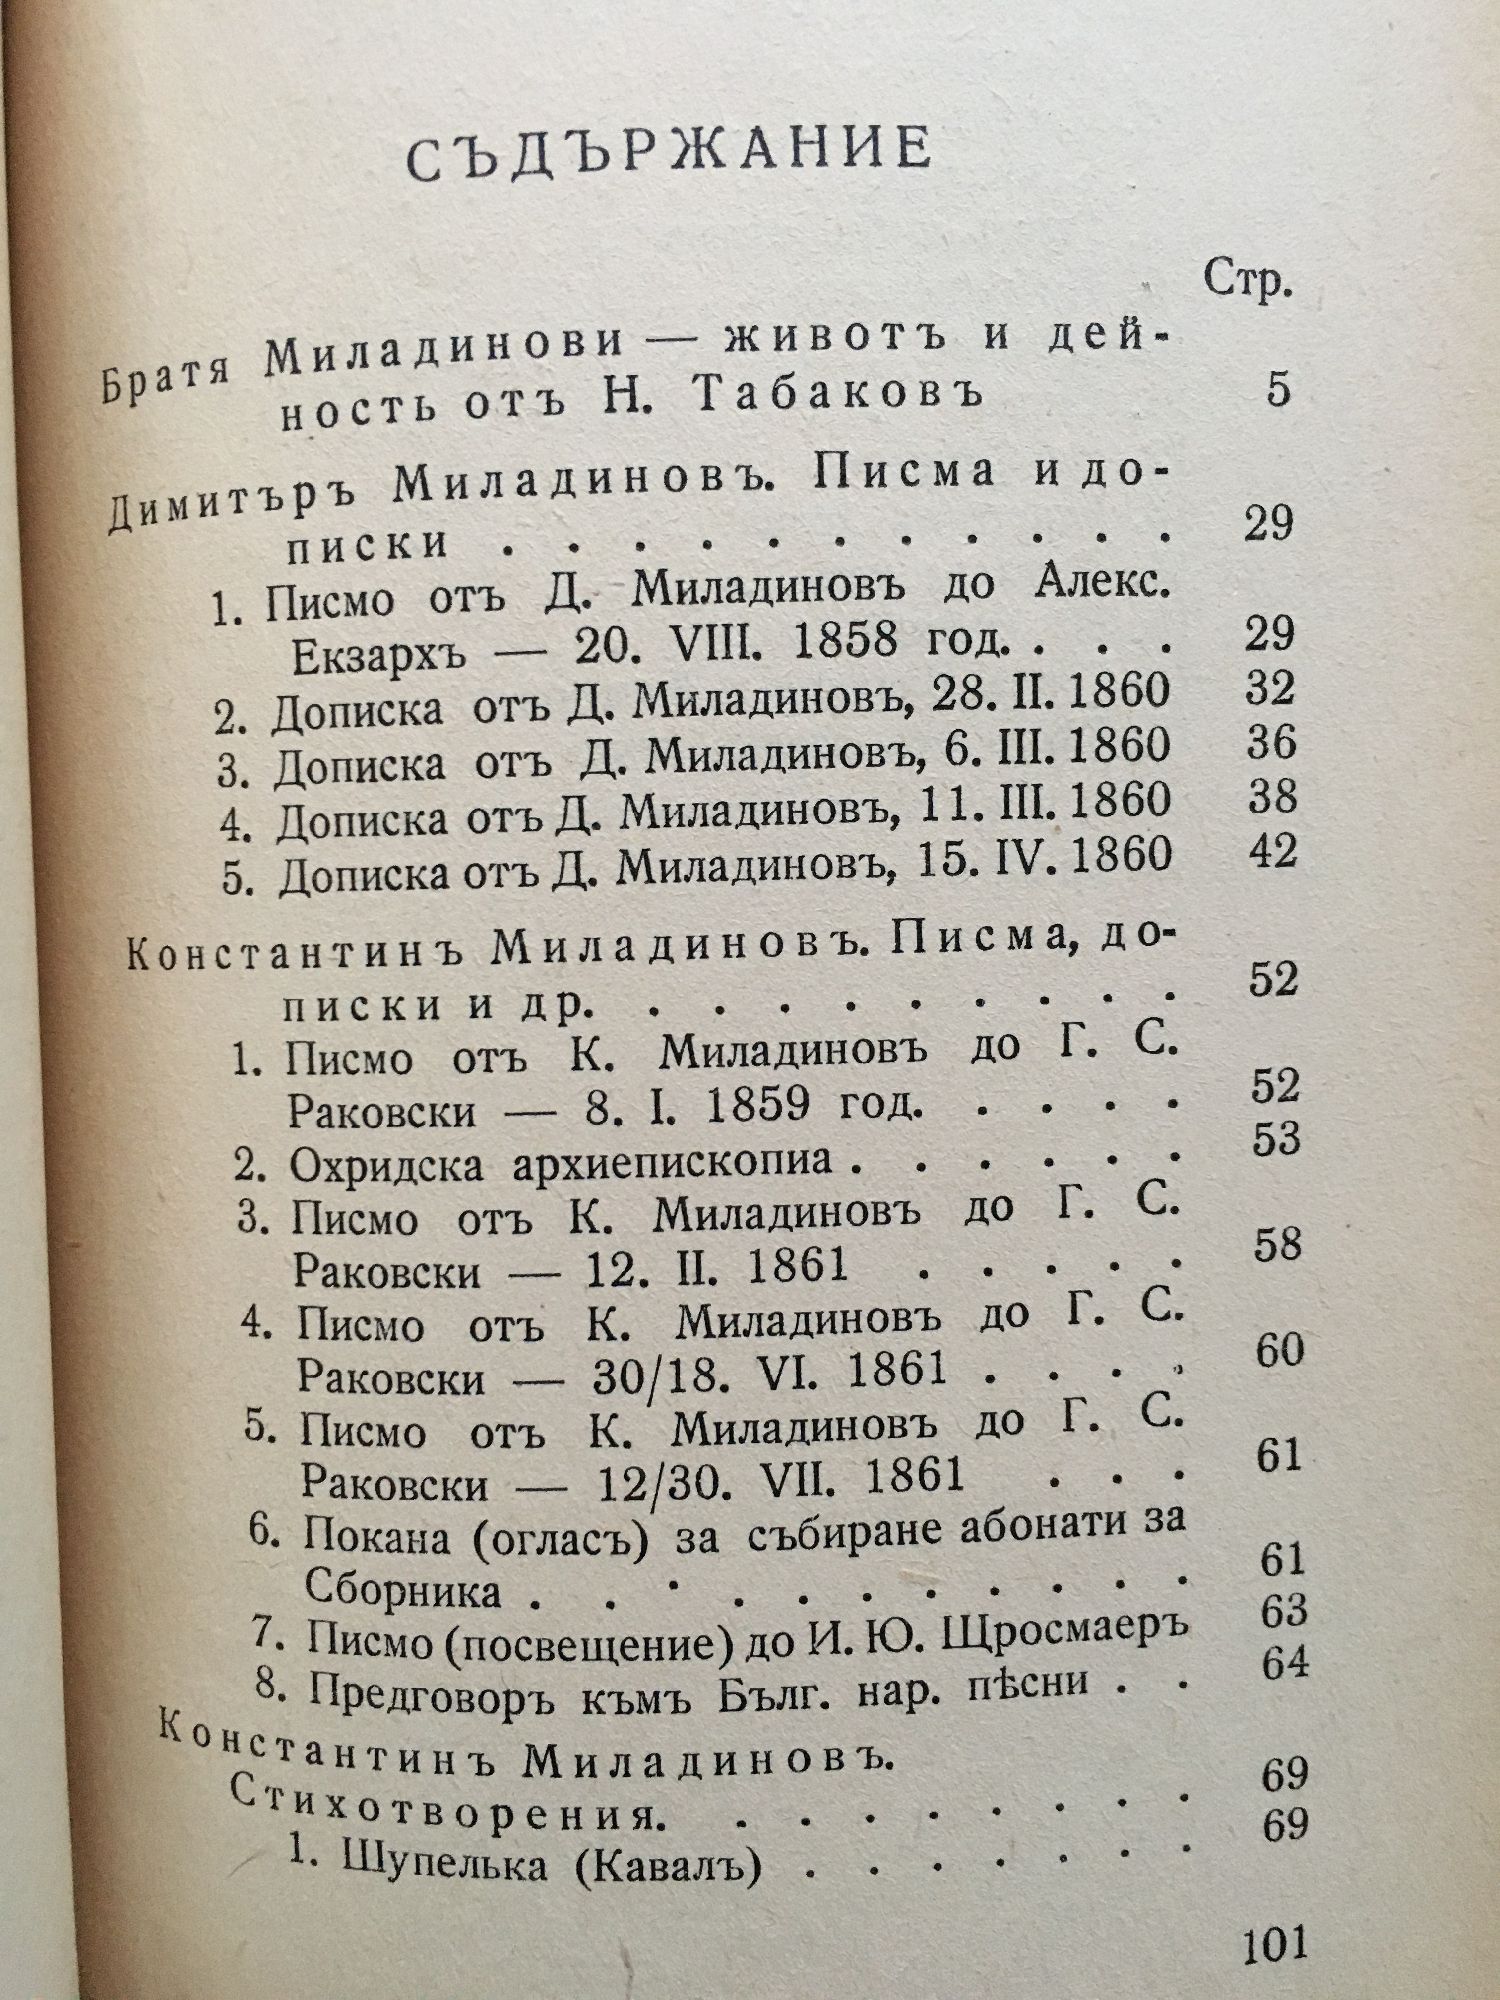 СЪДЪРЖАНИЕ
Стр.
Братя Миладинови — животъ и дей-
ность отъ Н. Табаковъ 5
Димитъръ Миладиновъ. Писма и до-
писки . . . . . . . . . . . 29
1. Писмо отъ Д. Миладиновъ до Алекс.
Екзархъ — 20. VIII. 1858 год. . . . 29
2. Дописка отъ Д. Миладиновъ, 28. II. 1860 32
3. Дописка отъ Д. Миладиновъ, 6. III. 1860 36
4. Дописка отъ Д. Миладиновъ, 11. III. 1860 38
5. Дописка отъ Д. Миладиновъ, 15. IV. 1860 42
Константинъ Миладиновъ. Писма, до-
писки и др. . . . . . . . . . 52
1. Писмо отъ К. Миладиновъ до Г. С.
Раковски — 8. I. 1859 год. . . . . 52
2. Охридска архиепископиа . . . . . . 53
3. Писмо отъ К. Миладиновъ до Г. С.
Раковски — 12. II. 1861 . . . . . 58
4. Писмо отъ К. Миладиновъ до Г. С.
Раковски — 30/18. VI. 1861 . . . . 60
5. Писмо отъ К. Миладиновъ до Г. С.
Раковски — 12/30. VII. 1861 . . . 61
6. Покана (огласъ) за събиране абонати за
Сборника . . . . . . . . . . 61
7. Писмо (посвещение) до И. Ю. Щросмаеръ 63
8. Предговоръ къмъ Бълг. нар. пѣсни . . 64
Константинъ Миладиновъ.
Стихотворения. . . . . . . . . 69
1. Шупелька (Кавалъ) . . . . . . . 69
101